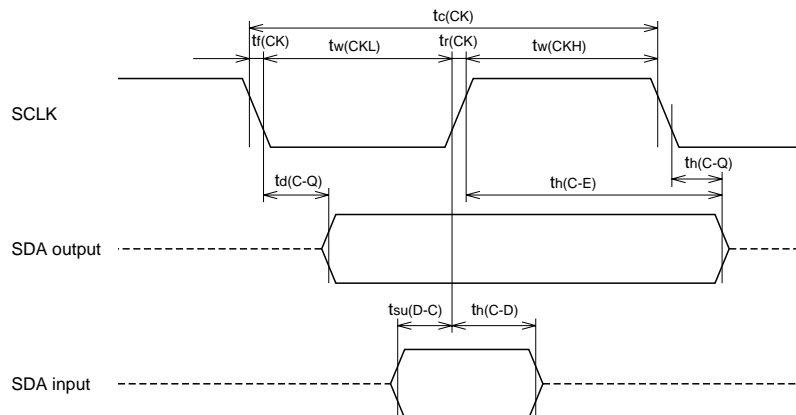 tc(CK)
tf(CK) tw(CKL) tr(CK) tw(CKH)
SCLK
td(C-Q) th(C-E) th(C-Q)
SDA output
tsu(D-C) th(C-D)
SDA input